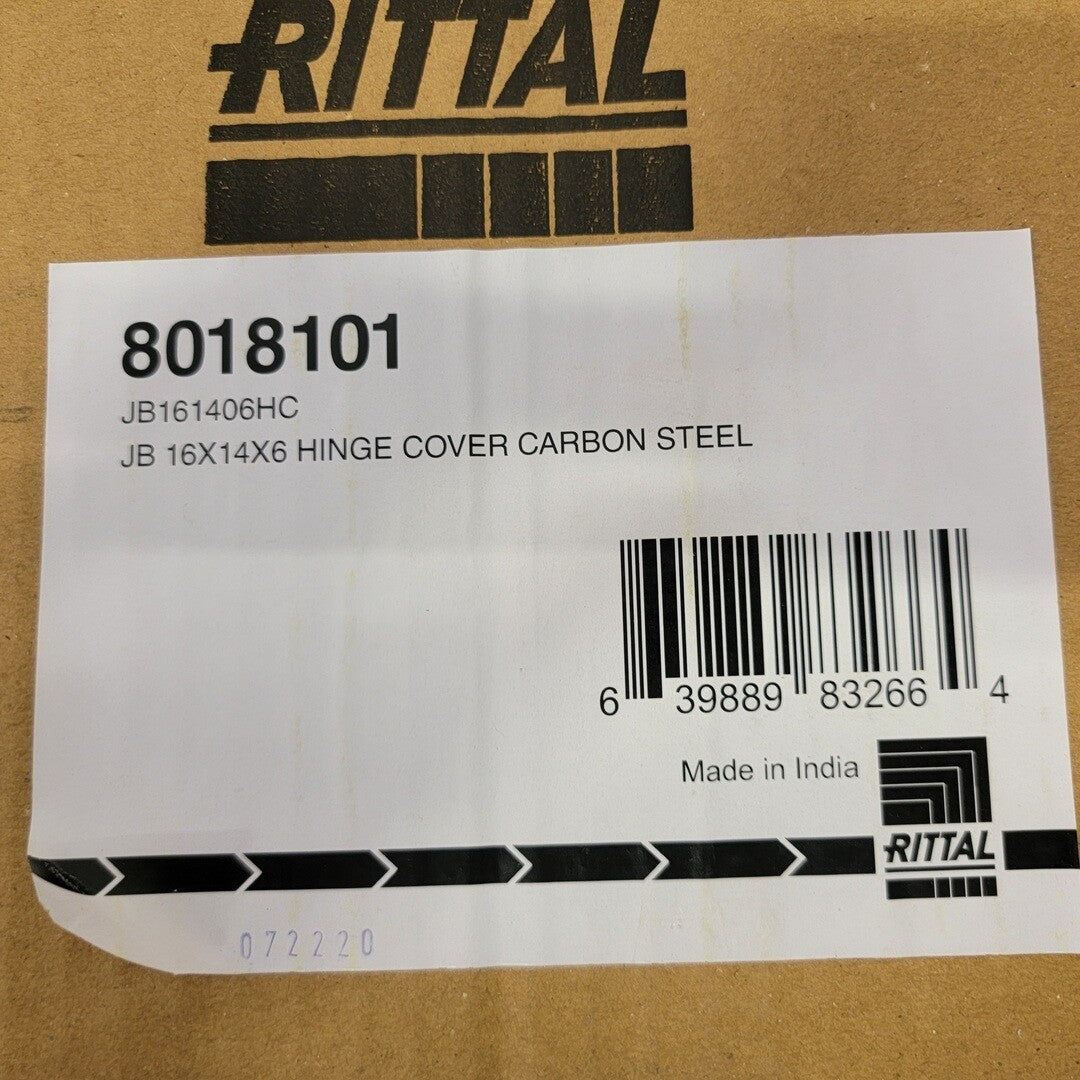 RITTAL
8018101
JB161406HC
JB 16X14X6 HINGE COVER CARBON STEEL
6 39889 83266 4
Made in India
RITTAL
072220